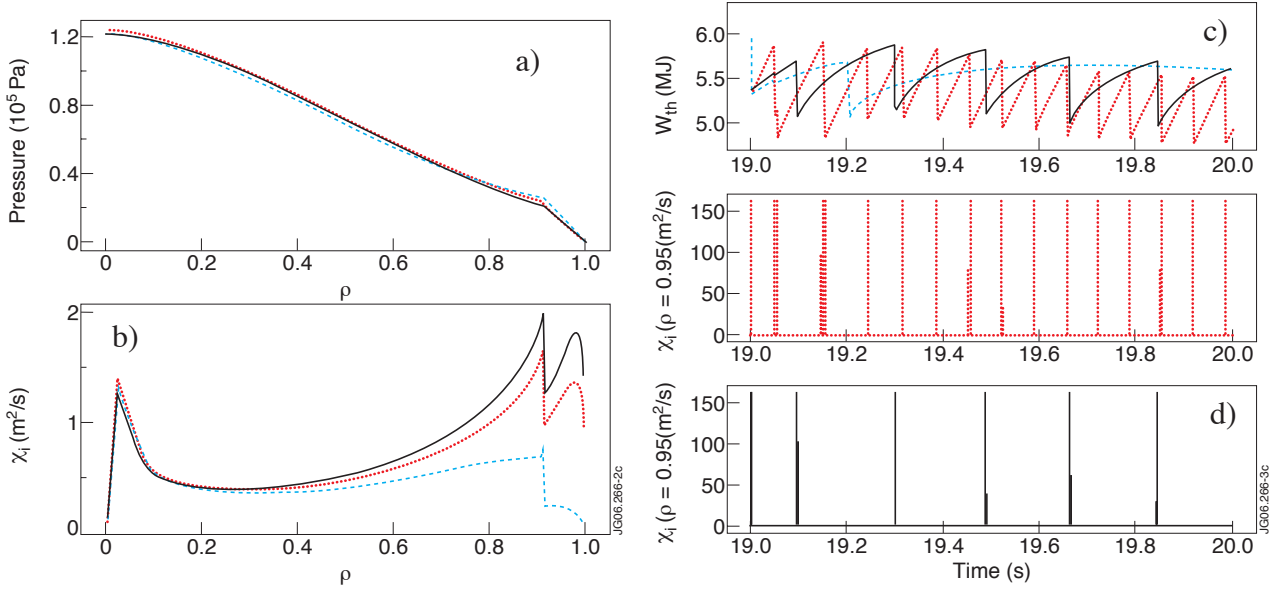 a)
Pressure (10⁵ Pa)
1.2
0.8
0.4
0
0 0.2 0.4 0.6 0.8 1.0
ρ
b)
χᵢ (m²/s)
2
1
0
0 0.2 0.4 0.6 0.8 1.0
ρ
JG06.266-2c
c)
Wth (MJ)
6.0
5.5
5.0
19.0 19.2 19.4 19.6 19.8 20.0
χᵢ (ρ = 0.95(m²/s)
150
100
50
0
19.0 19.2 19.4 19.6 19.8 20.0
d)
χᵢ (ρ = 0.95(m²/s)
150
100
50
0
19.0 19.2 19.4 19.6 19.8 20.0
Time (s)
JG06.266-3c